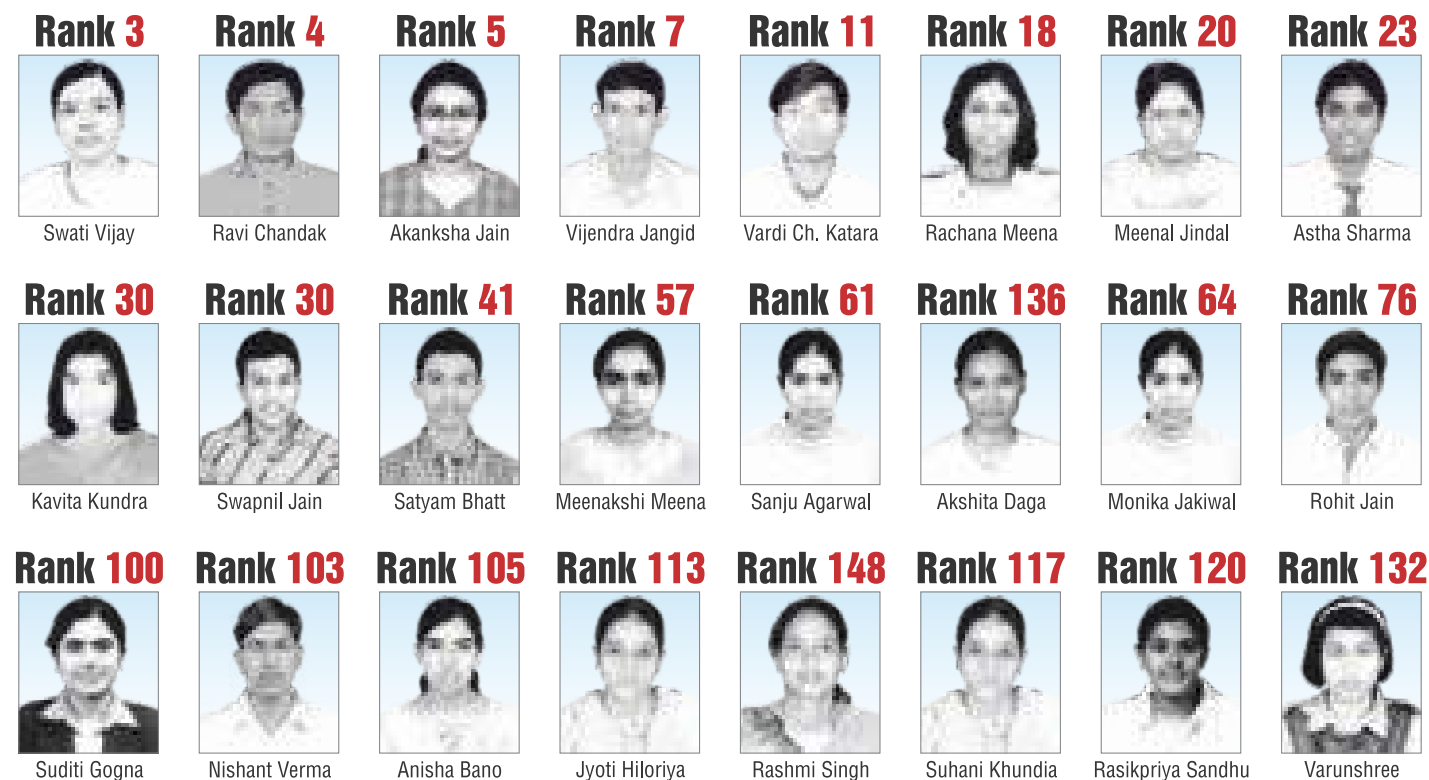 Rank 3 Rank 4 Rank 5 Rank 7 Rank 11 Rank 18 Rank 20 Rank 23
Swati Vijay Ravi Chandak Akanksha Jain Vijendra Jangid Vardi Ch. Katara Rachana Meena Meenal Jindal Astha Sharma
Rank 30 Rank 30 Rank 41 Rank 57 Rank 61 Rank 136 Rank 64 Rank 76
Kavita Kundra Swapnil Jain Satyam Bhatt Meenakshi Meena Sanju Agarwal Akshita Daga Monika Jakiwal Rohit Jain
Rank 100 Rank 103 Rank 105 Rank 113 Rank 148 Rank 117 Rank 120 Rank 132
Suditi Gogna Nishant Verma Anisha Bano Jyoti Hiloriya Rashmi Singh Suhani Khundia Rasikpriya Sandhu Varunshree